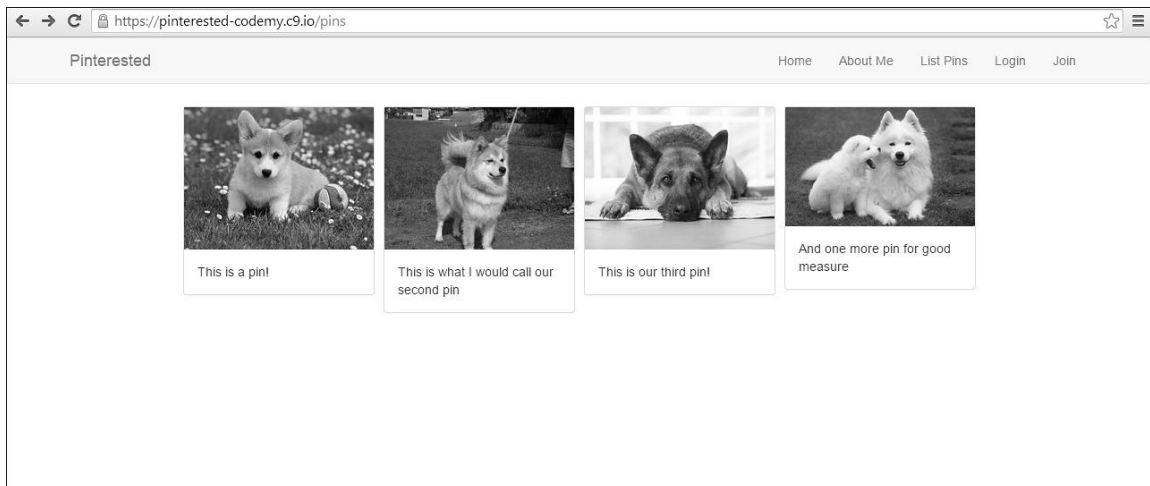 https://pinterested-codemy.c9.io/pins
Pinterested
Home About Me List Pins Login Join
This is a pin!
This is what I would call our
second pin
This is our third pin!
And one more pin for good
measure